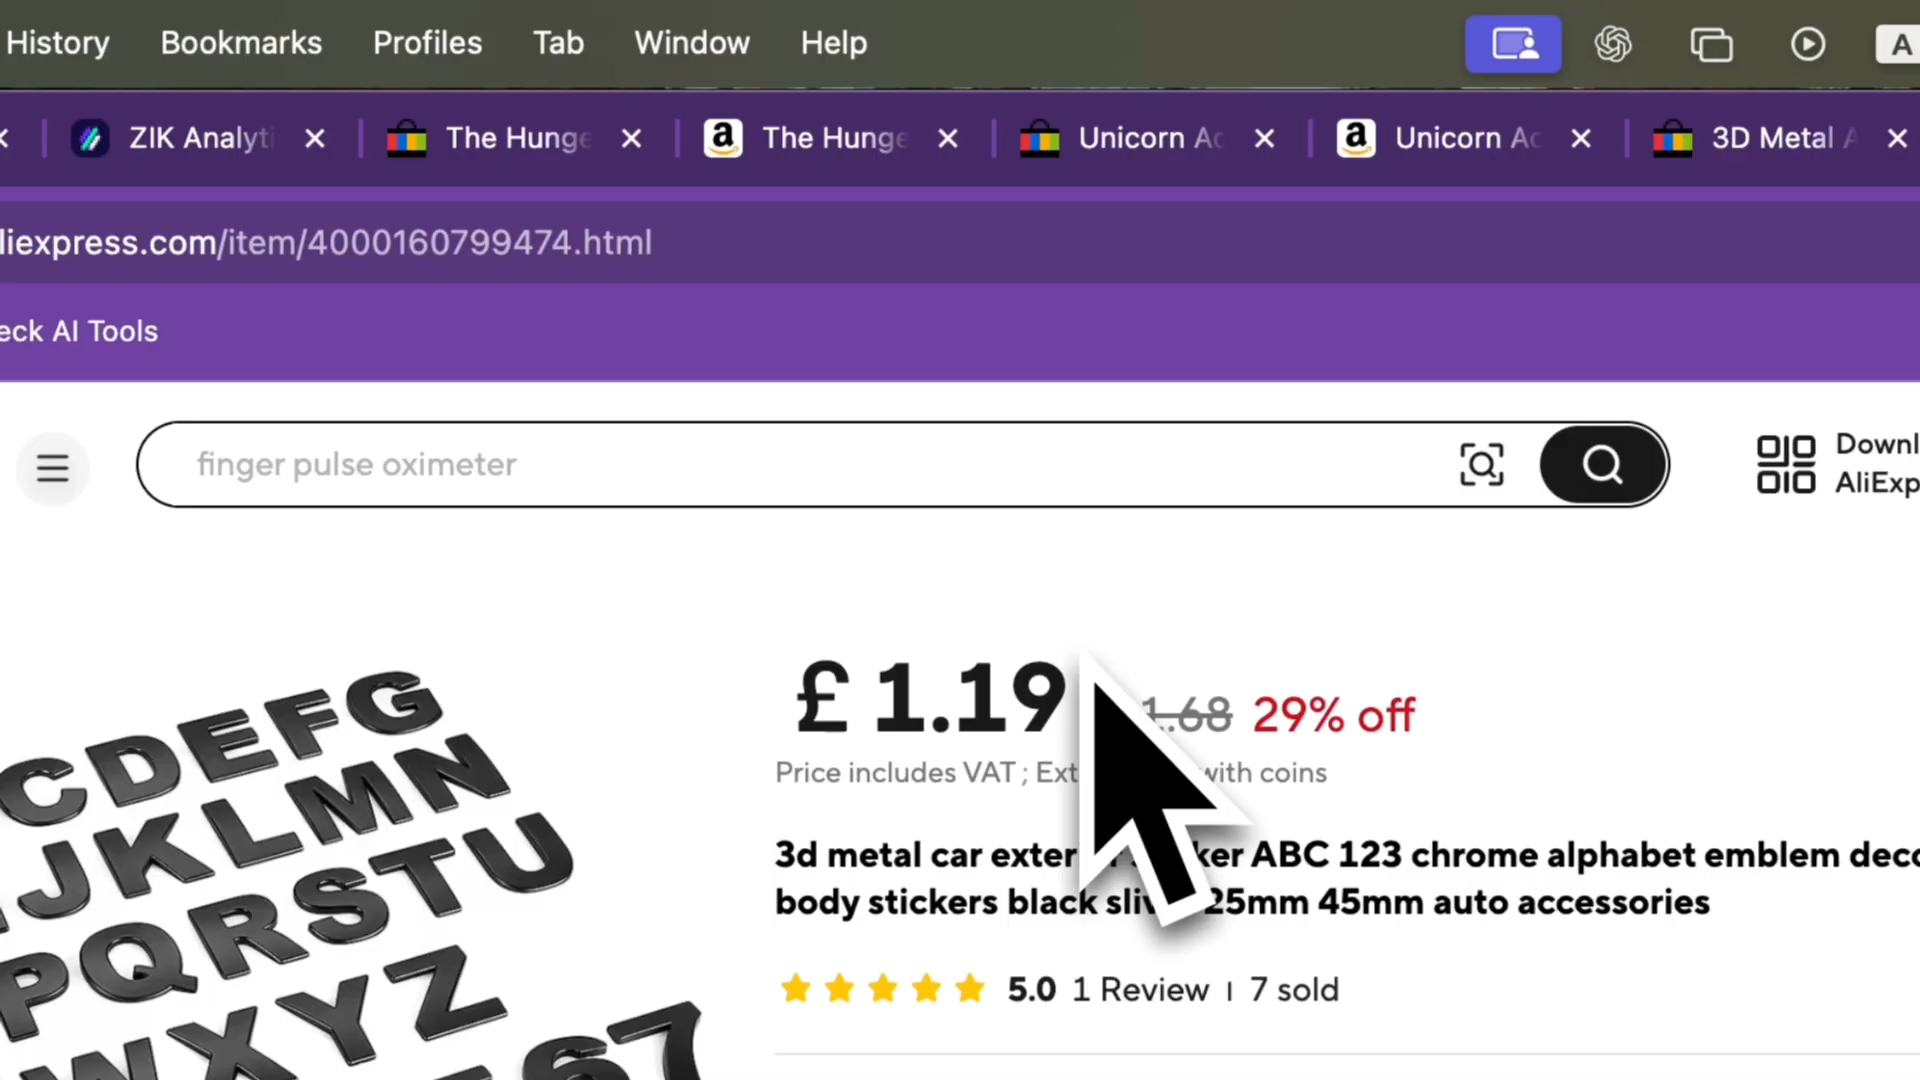 History Bookmarks Profiles Tab Window Help A
ZIK Analyti The Hunge The Hunge Unicorn Ac Unicorn Ac 3D Metal A
liexpress.com/item/4000160799474.html
eck AI Tools
finger pulse oximeter
Downl
AliExp
£1.19 1.68 29% off
Price includes VAT; Ext with coins
3d metal car exter ker ABC 123 chrome alphabet emblem deco
body stickers black sliv 25mm 45mm auto accessories
5.0 1 Review | 7 sold
C D E F G
J K L M N
P Q R S T U
W X Y Z
6 7